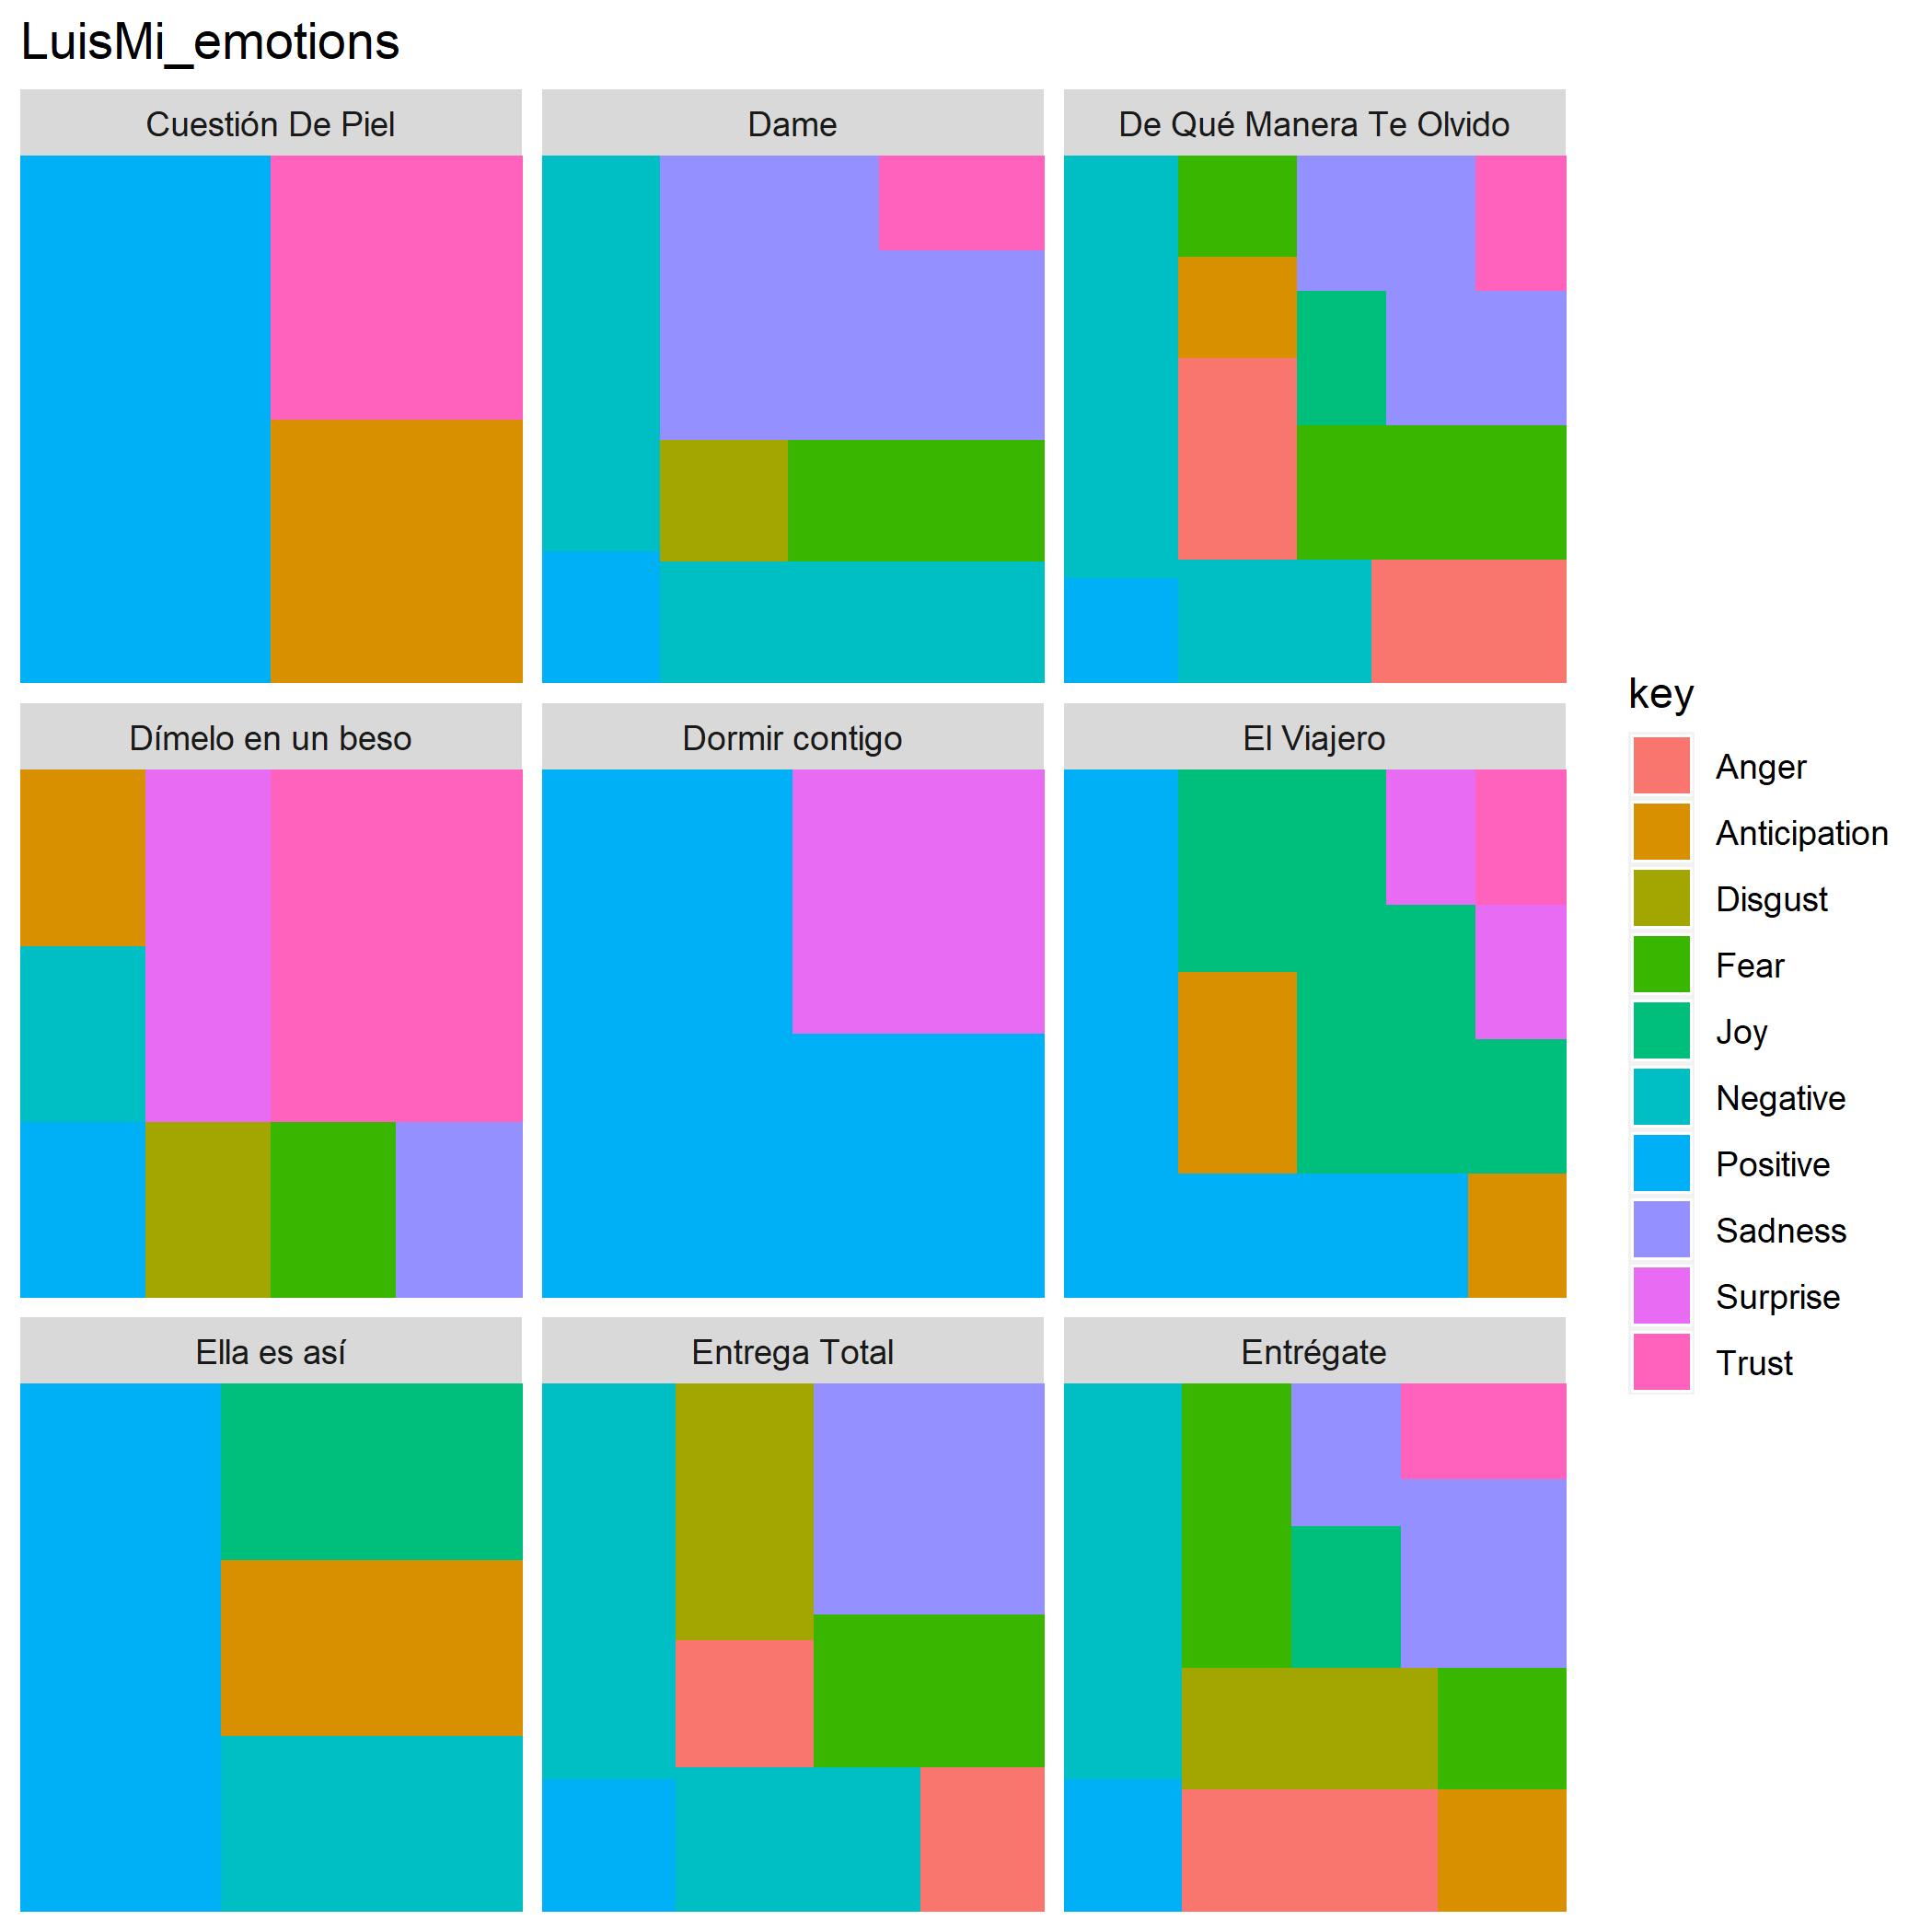 LuisMi_emotions
Cuestión De Piel
Dame
De Qué Manera Te Olvido
Dímelo en un beso
Dormir contigo
El Viajero
Ella es así
Entrega Total
Entrégate
key
Anger
Anticipation
Disgust
Fear
Joy
Negative
Positive
Sadness
Surprise
Trust